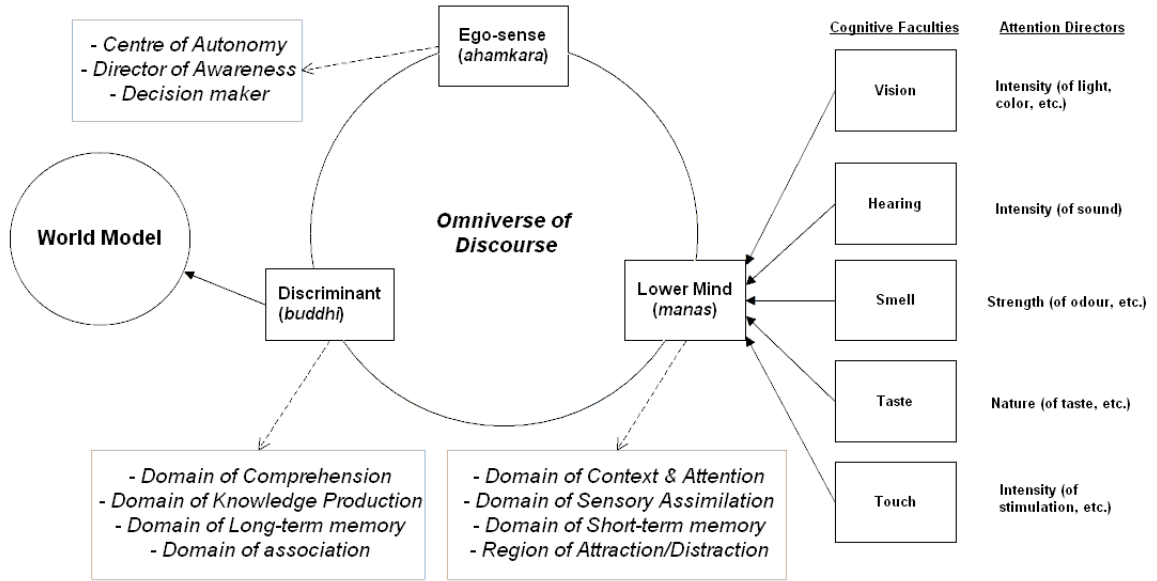 - Centre of Autonomy
- Director of Awareness
- Decision maker
Ego-sense
(ahamkara)
World Model
Omniverse of
Discourse
Discriminant
(buddhi)
Lower Mind
(manas)
- Domain of Comprehension
- Domain of Knowledge Production
- Domain of Long-term memory
- Domain of association
- Domain of Context & Attention
- Domain of Sensory Assimilation
- Domain of Short-term memory
- Region of Attraction/Distraction
Cognitive Faculties
Attention Directors
Vision
Intensity (of light,
color, etc.)
Hearing
Intensity (of sound)
Smell
Strength (of odour, etc.)
Taste
Nature (of taste, etc.)
Touch
Intensity (of
stimulation, etc.)